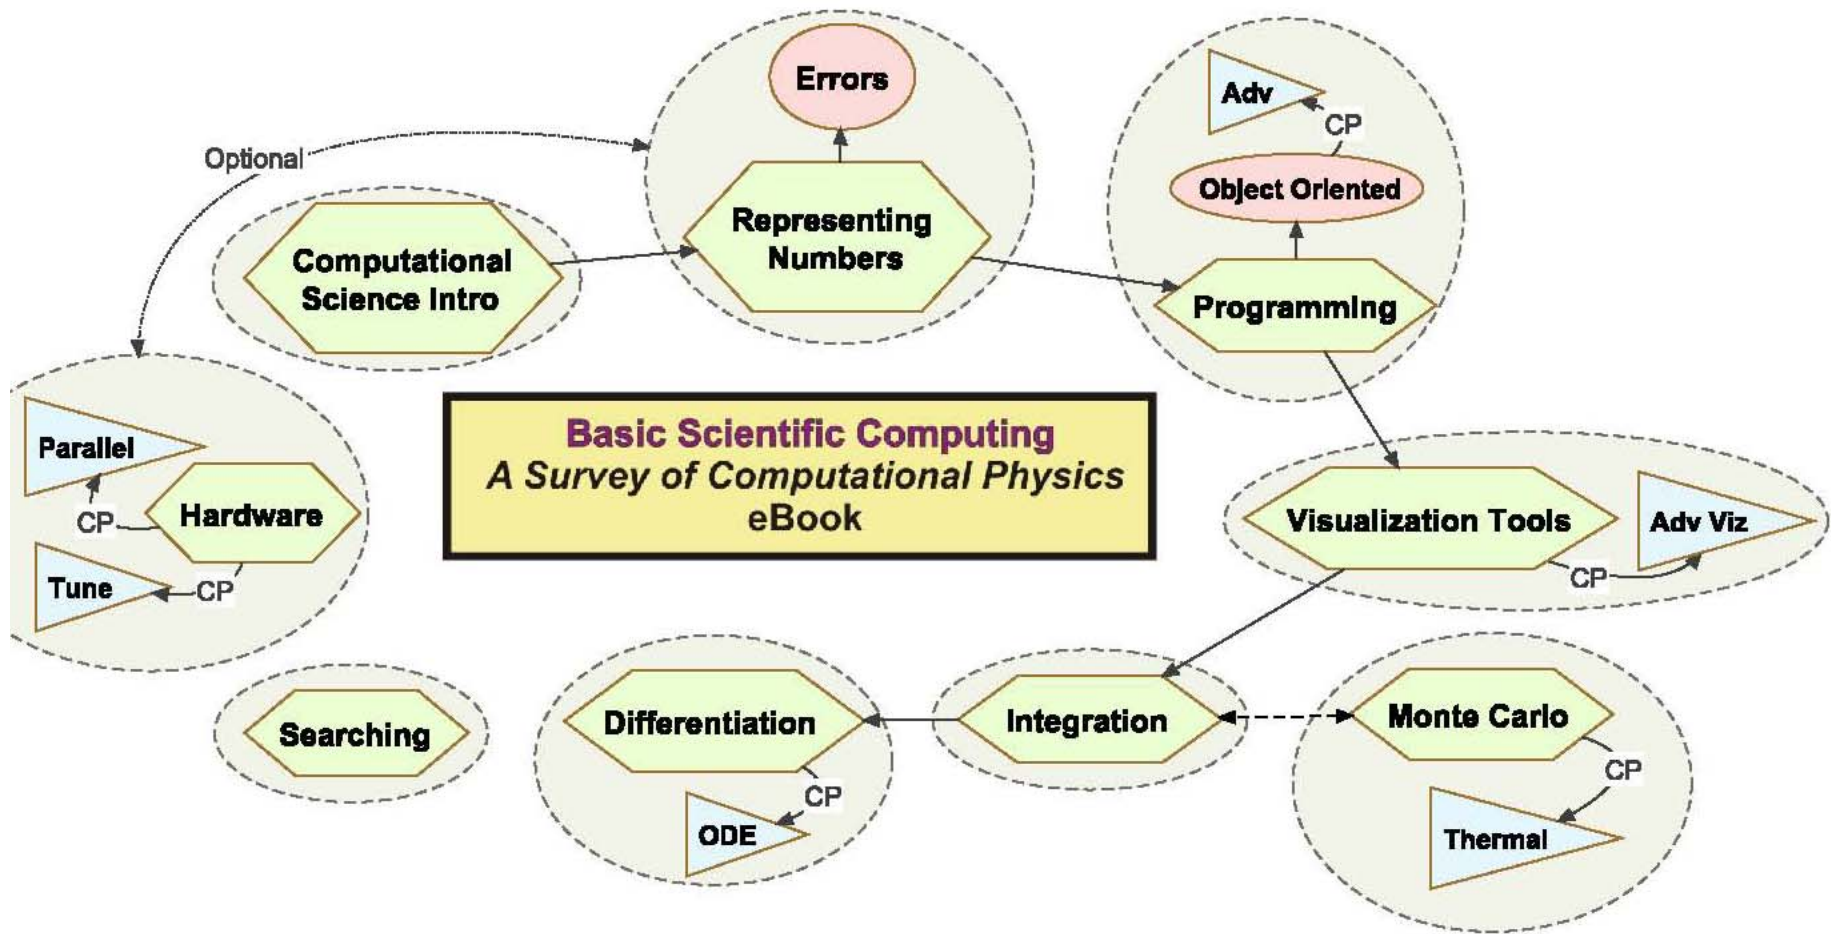 Errors
Adv
CP
Optional
Object Oriented
Representing
Numbers
Computational
Science Intro
Programming
Basic Scientific Computing
A Survey of Computational Physics
eBook
Parallel
Hardware
CP
Tune
CP
Visualization Tools
Adv Viz
CP
Searching
Differentiation
Integration
Monte Carlo
CP
ODE
CP
Thermal